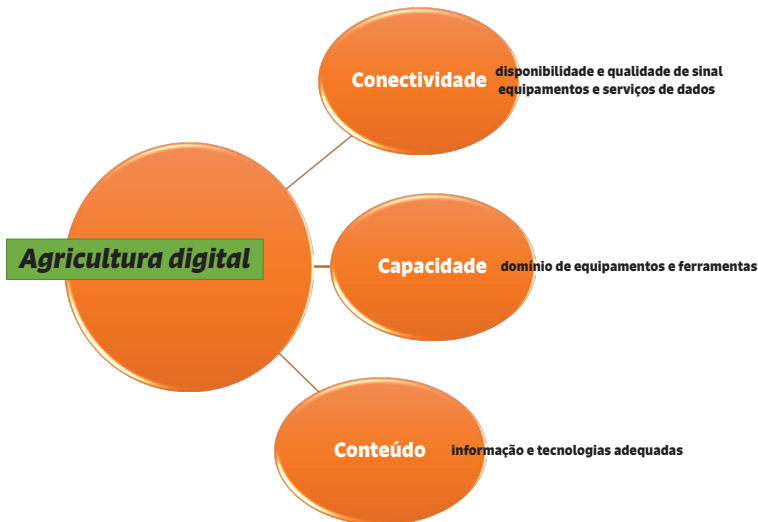 Conectividade
disponibilidade e qualidade de sinal
equipamentos e serviços de dados
Agricultura digital
Capacidade
domínio de equipamentos e ferramentas
Conteúdo
informação e tecnologias adequadas